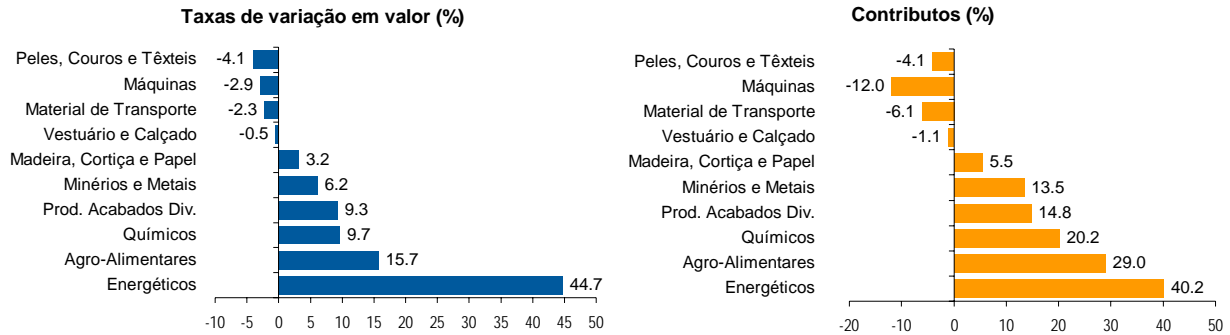 Taxas de variação em valor (%)
Peles, Couros e Têxteis -4.1
Máquinas -2.9
Material de Transporte -2.3
Vestuário e Calçado -0.5
Madeira, Cortiça e Papel 3.2
Minérios e Metais 6.2
Prod. Acabados Div. 9.3
Químicos 9.7
Agro-Alimentares 15.7
Energéticos 44.7
-10 -5 0 5 10 15 20 25 30 35 40 45 50
Contributos (%)
Peles, Couros e Têxteis -4.1
Máquinas -12.0
Material de Transporte -6.1
Vestuário e Calçado -1.1
Madeira, Cortiça e Papel 5.5
Minérios e Metais 13.5
Prod. Acabados Div. 14.8
Químicos 20.2
Agro-Alimentares 29.0
Energéticos 40.2
-20 -10 0 10 20 30 40 50